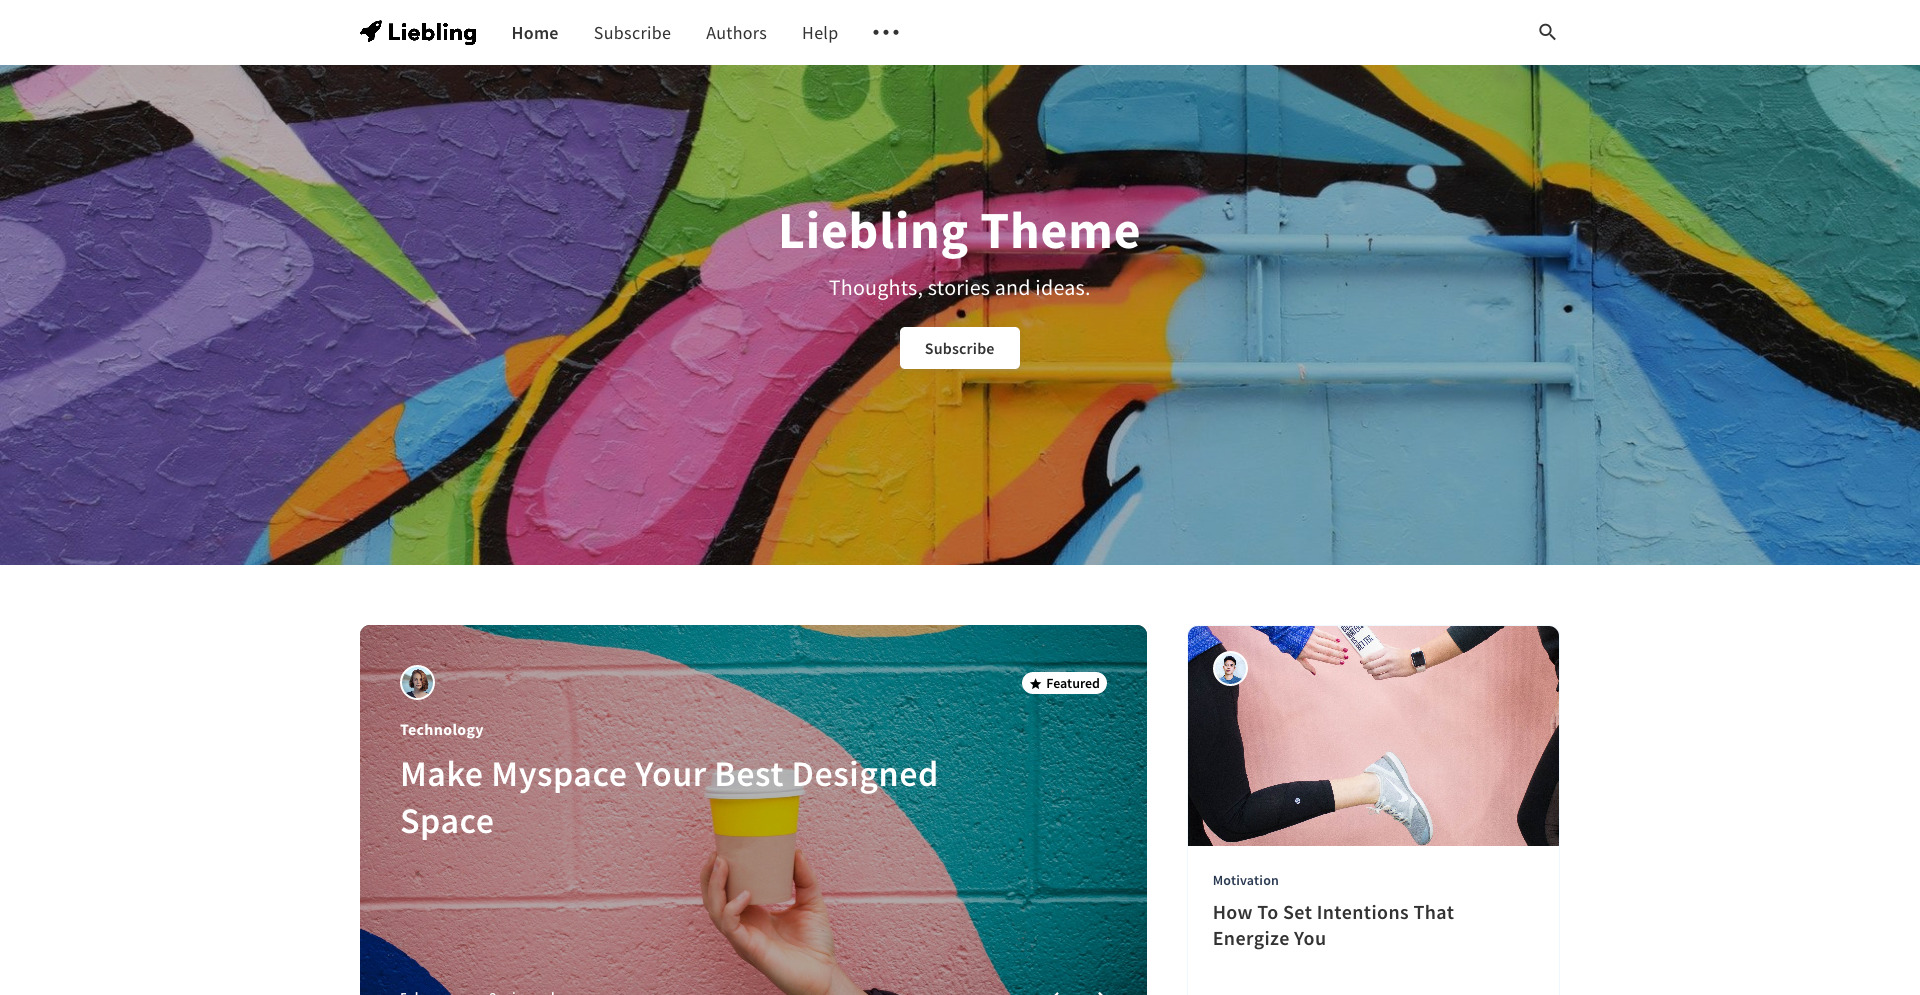 Liebling Home Subscribe Authors Help
Liebling Theme
Thoughts, stories and ideas.
Subscribe
Featured
Technology
Make Myspace Your Best Designed
Space
Motivation
How To Set Intentions That
Energize You